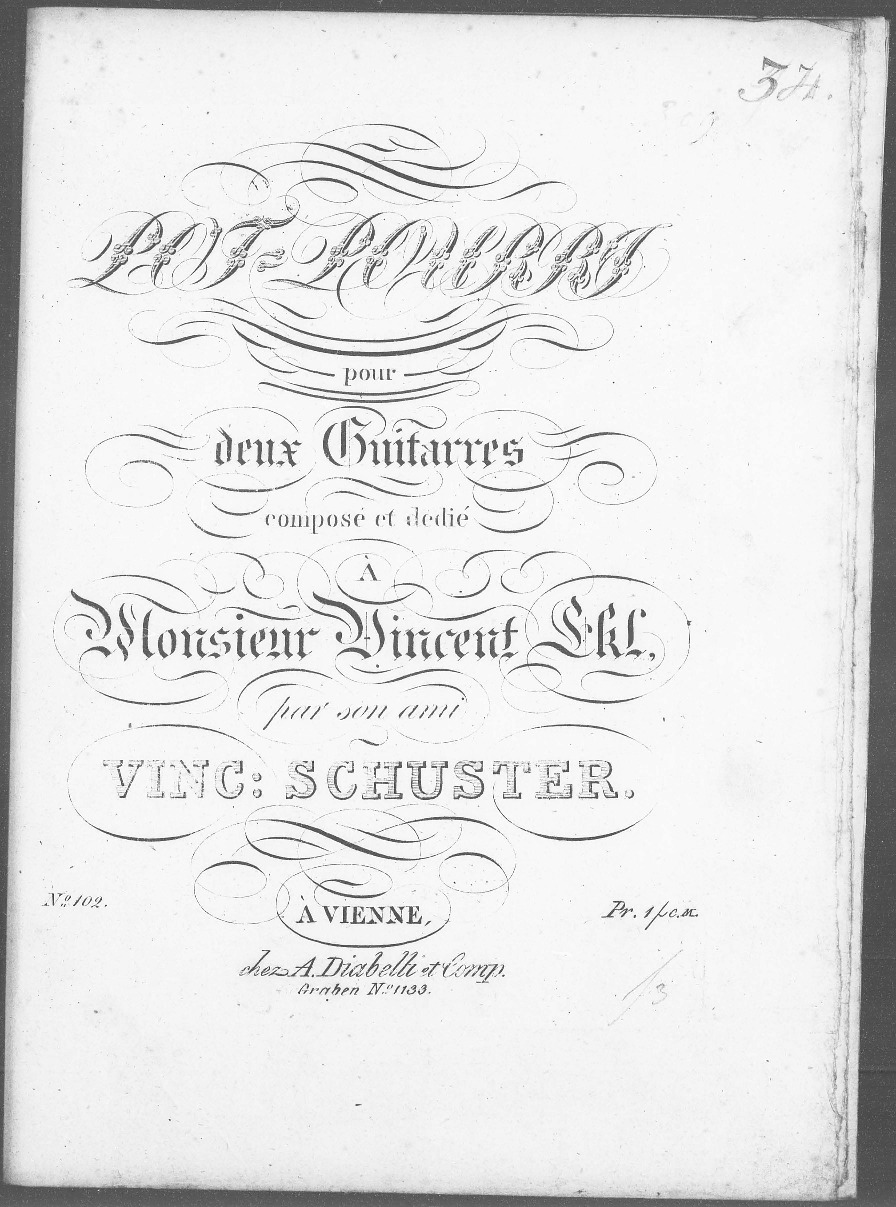 34.
POT=POURRI
pour
deux Guitarres
composé et dedié
À
Monsieur Vincent Ekl,
par son ami
VINC: SCHUSTER.
Nº 102.
À VIENNE,
Pr. 1 f c.M.
chez A. Diabelli et Comp.
Graben Nº 1133.